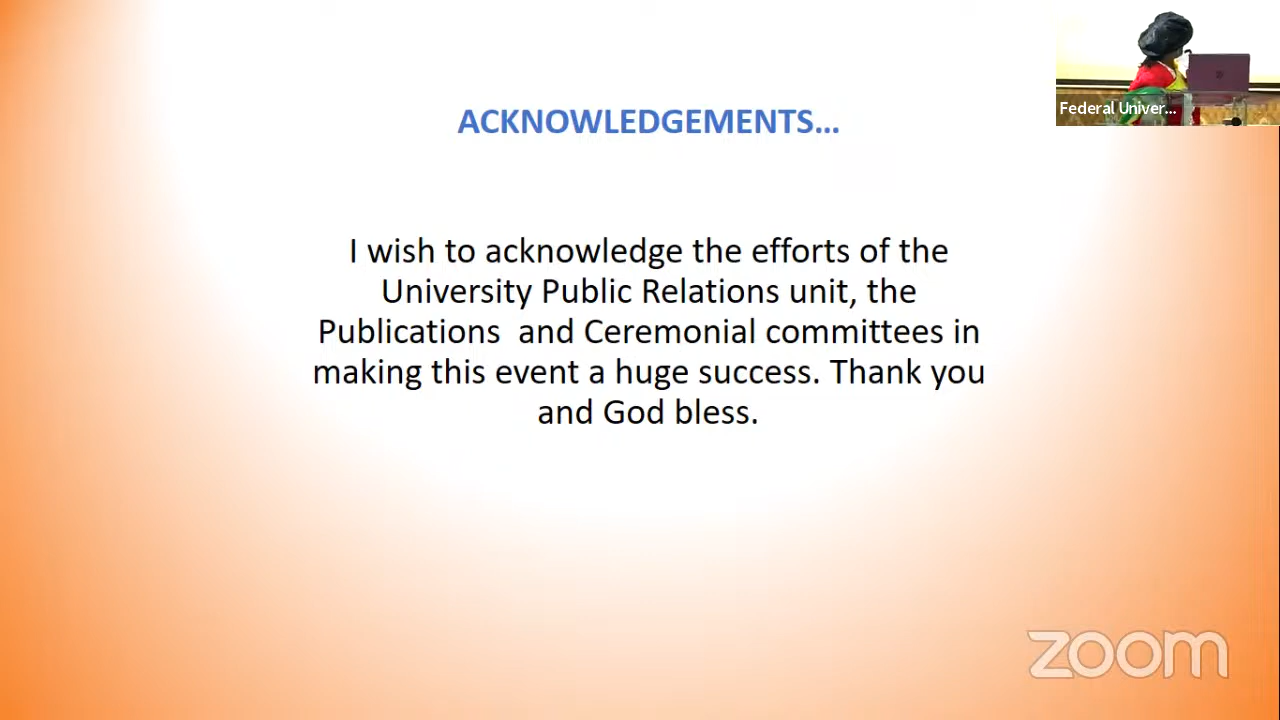 Federal Univer...
ACKNOWLEDGEMENTS...
I wish to acknowledge the efforts of the
University Public Relations unit, the
Publications  and Ceremonial committees in
making this event a huge success. Thank you
and God bless.
zoom